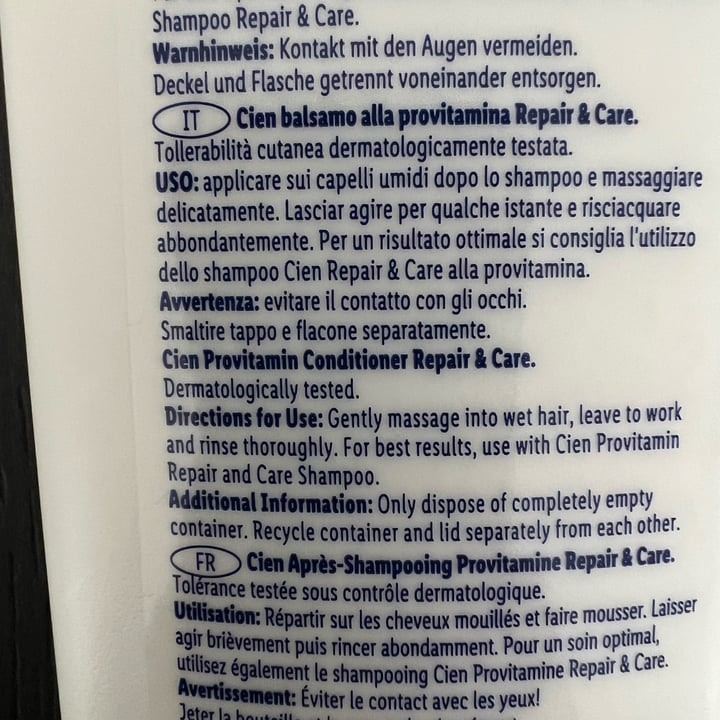 Shampoo Repair & Care.
Warnhinweis: Kontakt mit den Augen vermeiden.
Deckel und Flasche getrennt voneinander entsorgen.
IT Cien balsamo alla provitamina Repair & Care.
Tollerabilità cutanea dermatologicamente testata.
USO: applicare sui capelli umidi dopo lo shampoo e massaggiare
delicatamente. Lasciar agire per qualche istante e risciacquare
abbondantemente. Per un risultato ottimale si consiglia l'utilizzo
dello shampoo Cien Repair & Care alla provitamina.
Avvertenza: evitare il contatto con gli occhi.
Smaltire tappo e flacone separatamente.
Cien Provitamin Conditioner Repair & Care.
Dermatologically tested.
Directions for Use: Gently massage into wet hair, leave to work
and rinse thoroughly. For best results, use with Cien Provitamin
Repair and Care Shampoo.
Additional Information: Only dispose of completely empty
container. Recycle container and lid separately from each other.
FR Cien Après-Shampooing Provitamine Repair & Care.
Tolérance testée sous contrôle dermatologique.
Utilisation: Répartir sur les cheveux mouillés et faire mousser. Laisser
agir brièvement puis rincer abondamment. Pour un soin optimal,
utilisez également le shampooing Cien Provitamine Repair & Care.
Avertissement: Éviter le contact avec les yeux!
Jeter la